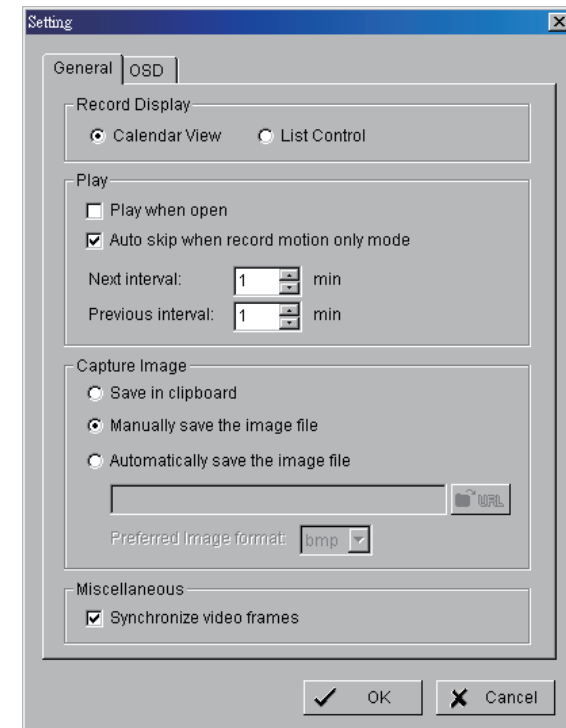 Setting
General OSD
Record Display
Calendar View List Control
Play
Play when open
Auto skip when record motion only mode
Next interval: 1 min
Previous interval: 1 min
Capture Image
Save in clipboard
Manually save the image file
Automatically save the image file
URL
Preferred Image format: bmp
Miscellaneous
Synchronize video frames
OK Cancel